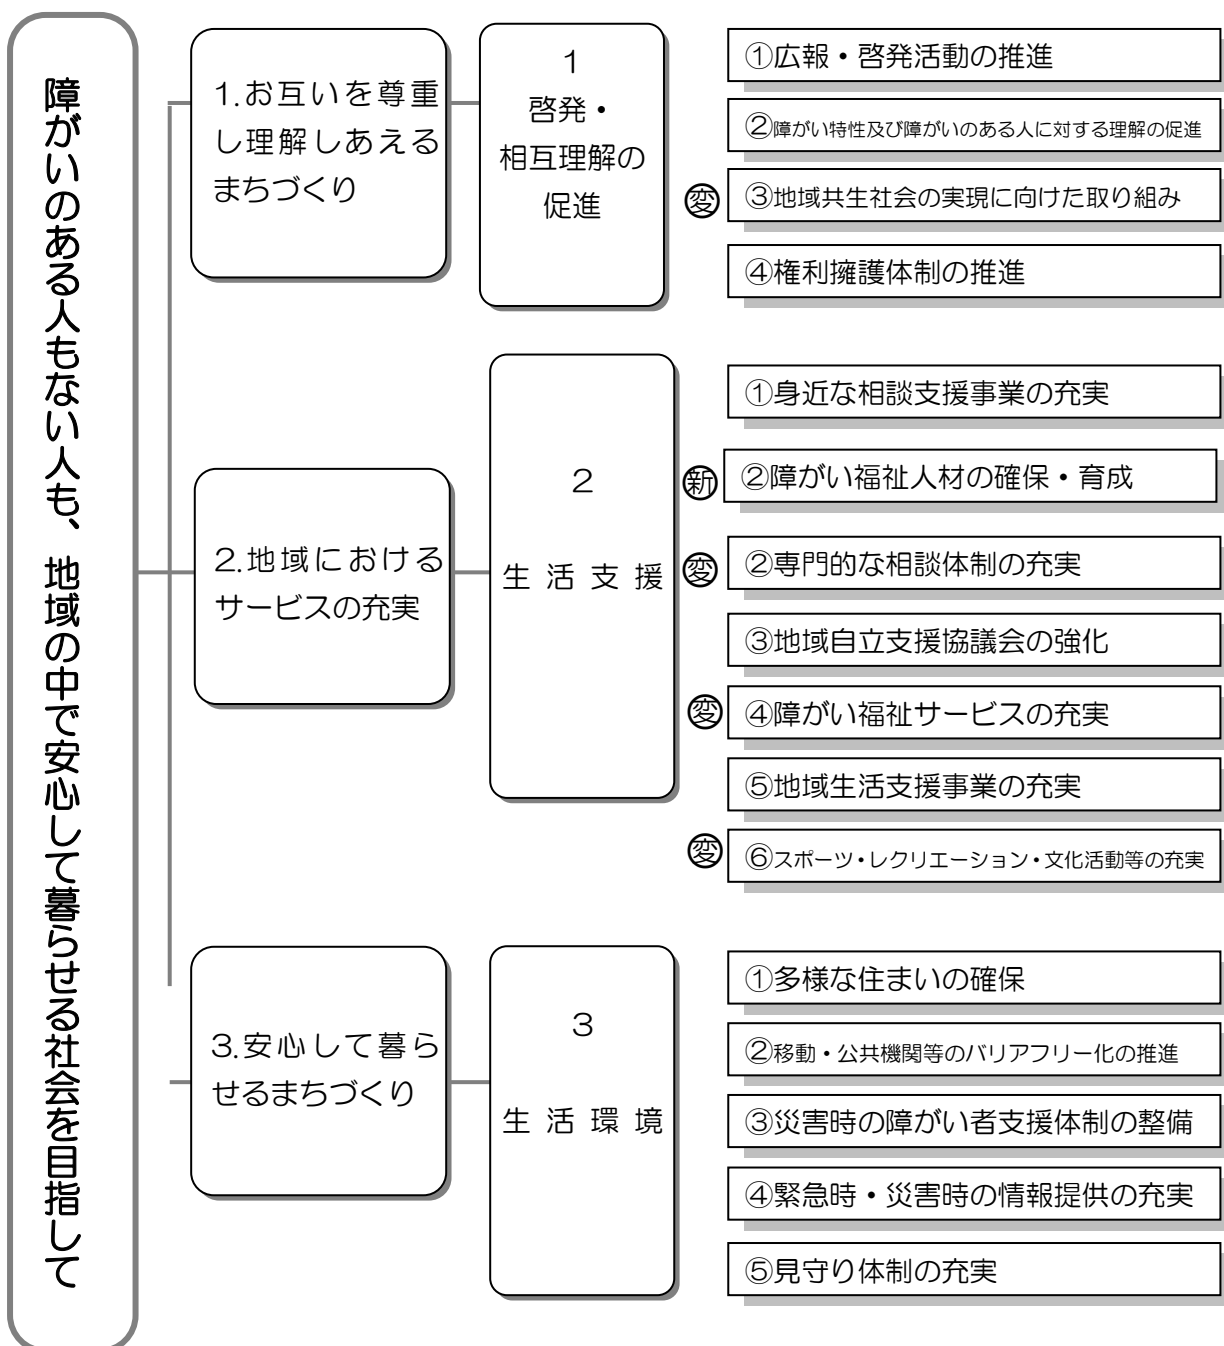 障がいのある人もない人も、地域の中で安心して暮らせる社会を目指して
1.お互いを尊重
し理解しあえる
まちづくり
1
啓発・
相互理解の
促進
①広報・啓発活動の推進
②障がい特性及び障がいのある人に対する理解の促進
変
③地域共生社会の実現に向けた取り組み
④権利擁護体制の推進
2.地域における
サービスの充実
2
生活支援
①身近な相談支援事業の充実
新
②障がい福祉人材の確保・育成
変
②専門的な相談体制の充実
③地域自立支援協議会の強化
変
④障がい福祉サービスの充実
⑤地域生活支援事業の充実
変
⑥スポーツ・レクリエーション・文化活動等の充実
3.安心して暮ら
せるまちづくり
3
生活環境
①多様な住まいの確保
②移動・公共機関等のバリアフリー化の推進
③災害時の障がい者支援体制の整備
④緊急時・災害時の情報提供の充実
⑤見守り体制の充実